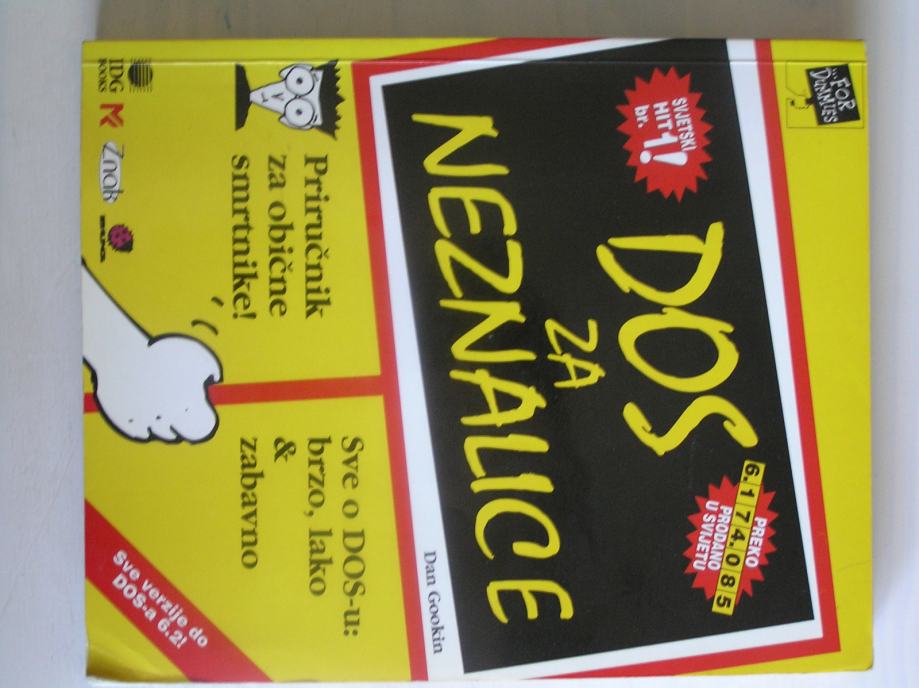 ...FOR
DUMMIES
SVJETSKI
HIT
br. 1!
DOS
ZA
NEZNALICE
PREKO
6.174.085
PRODANO
U SVIJETU
Dan Gookin
Priručnik
za obične
smrtnike!
Sve o DOS-u:
brzo, lako
&
zabavno
Sve verzije do
DOS-a 6.2!
IDG
BOOKS
Znak